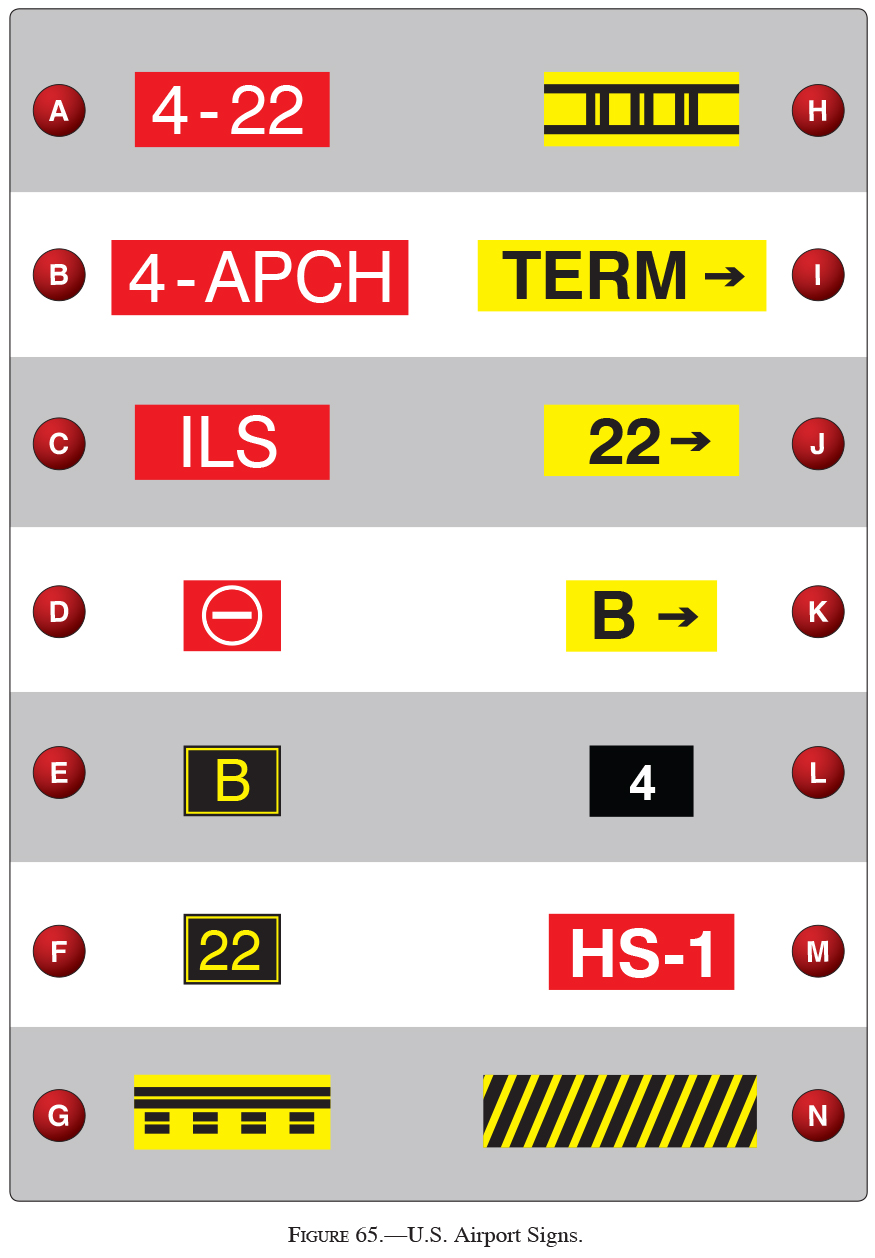 A 4-22 H
B 4-APCH TERM → I
C ILS 22 → J
D K B →
E B L 4
F 22 M HS-1
G N
FIGURE 65.—U.S. Airport Signs.